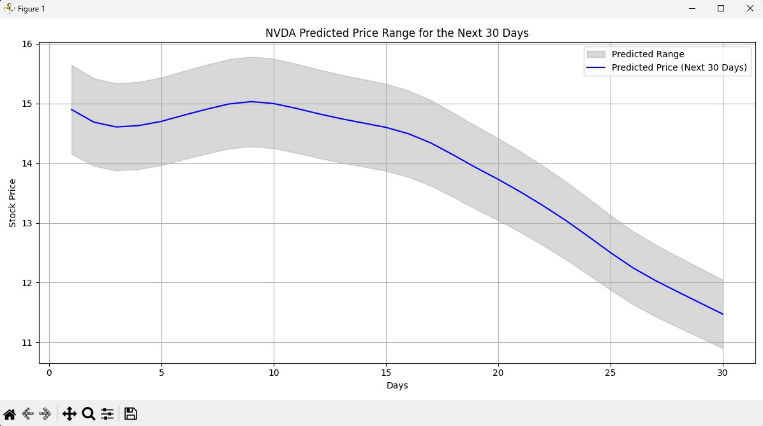 Figure 1
NVDA Predicted Price Range for the Next 30 Days
Predicted Range
Predicted Price (Next 30 Days)
Stock Price
16
15
14
13
12
11
0 5 10 15 20 25 30
Days